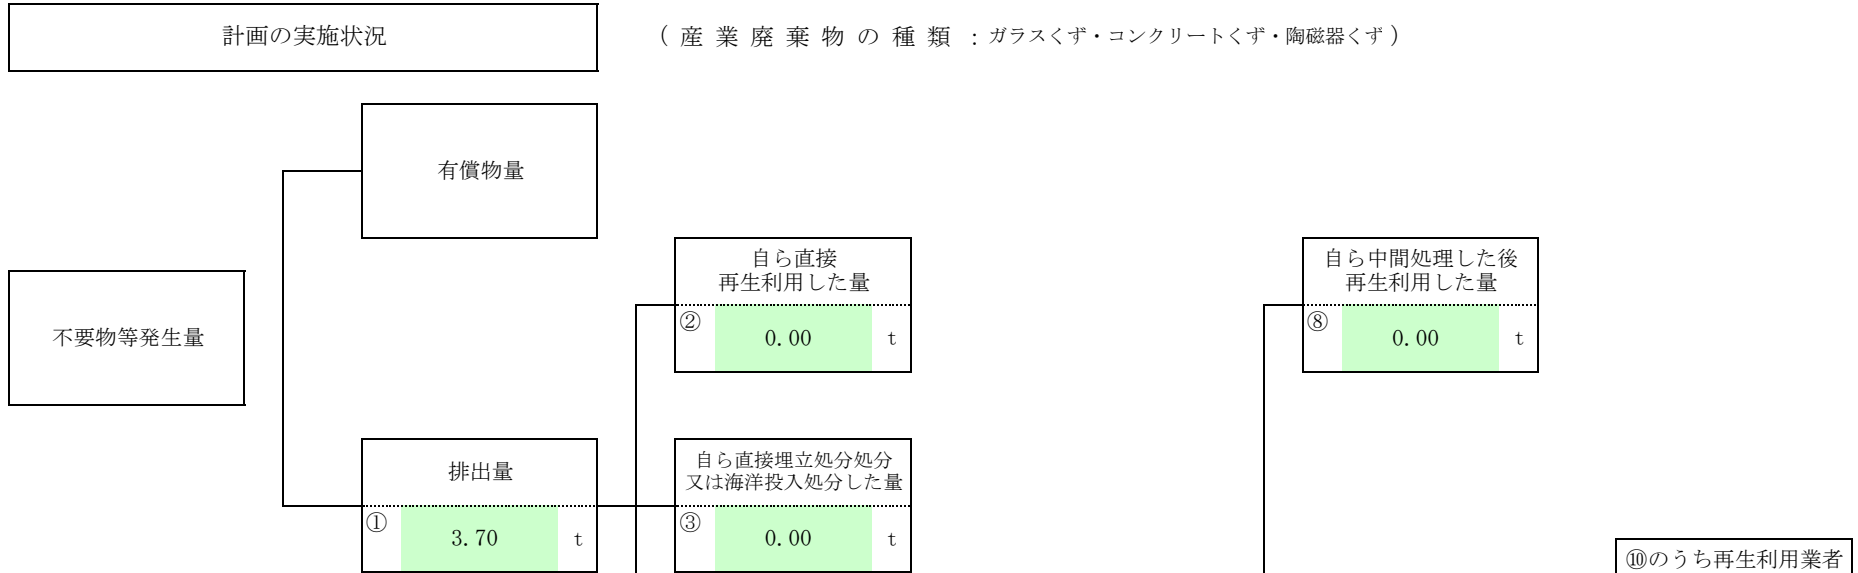 計画の実施状況
(産業廃棄物の種類:ガラスくず・コンクリートくず・陶磁器くず)
有償物量
不要物等発生量
自ら直接
再生利用した量
② 0.00 t
自ら中間処理した後
再生利用した量
⑧ 0.00 t
排出量
① 3.70 t
自ら直接埋立処分処分
又は海洋投入処分した量
③ 0.00 t
⑩のうち再生利用業者